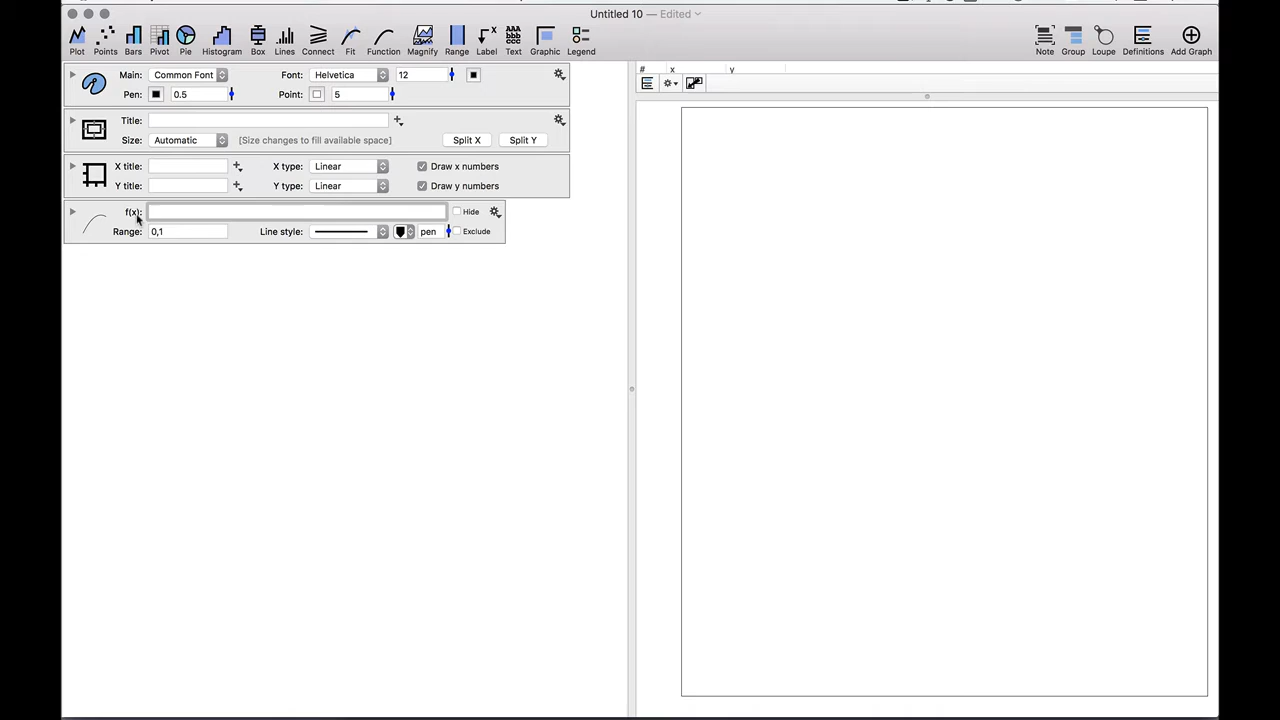 Untitled 10 — Edited
Plot Points Bars Pivot Pie Histogram Box Lines Connect Fit Function Magnify Range Label Text Graphic Legend Note Group Loupe Definitions Add Graph
Main: Common Font Font: Helvetica 12
Pen: 0.5 Point: 5
Title:
Size: Automatic [Size changes to fill available space] Split X Split Y
X title: X type: Linear Draw x numbers
Y title: Y type: Linear Draw y numbers
f(x): Hide
Range: 0,1 Line style: pen Exclude
# x y